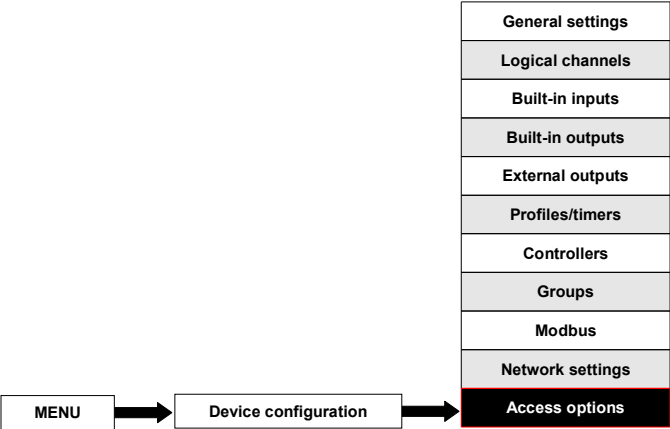 General settings
Logical channels
Built-in inputs
Built-in outputs
External outputs
Profiles/timers
Controllers
Groups
Modbus
Network settings
MENU
Device configuration
Access options